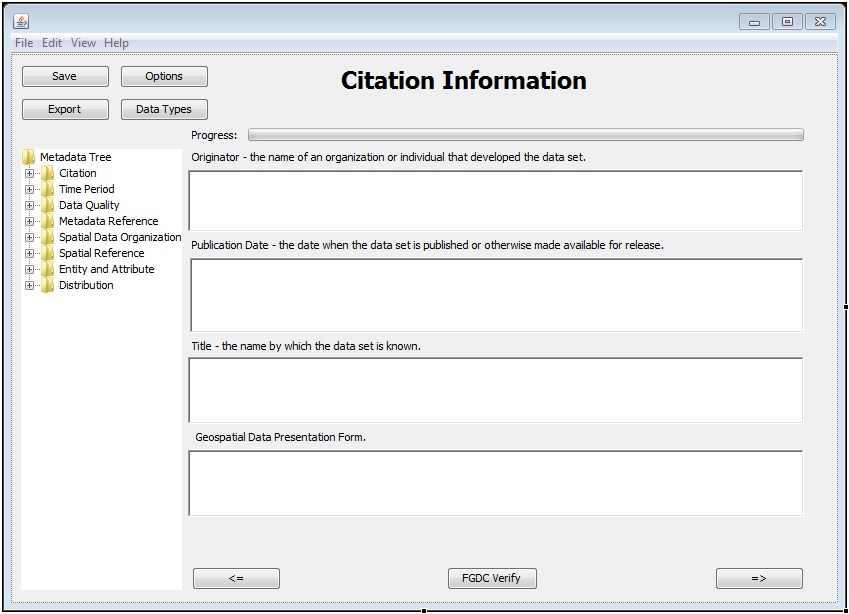 File Edit View Help
Save Options
Citation Information
Export Data Types
Progress:
Metadata Tree
Citation
Time Period
Data Quality
Metadata Reference
Spatial Data Organization
Spatial Reference
Entity and Attribute
Distribution
Originator - the name of an organization or individual that developed the data set.
Publication Date - the date when the data set is published or otherwise made available for release.
Title - the name by which the data set is known.
Geospatial Data Presentation Form.
<= FGDC Verify =>